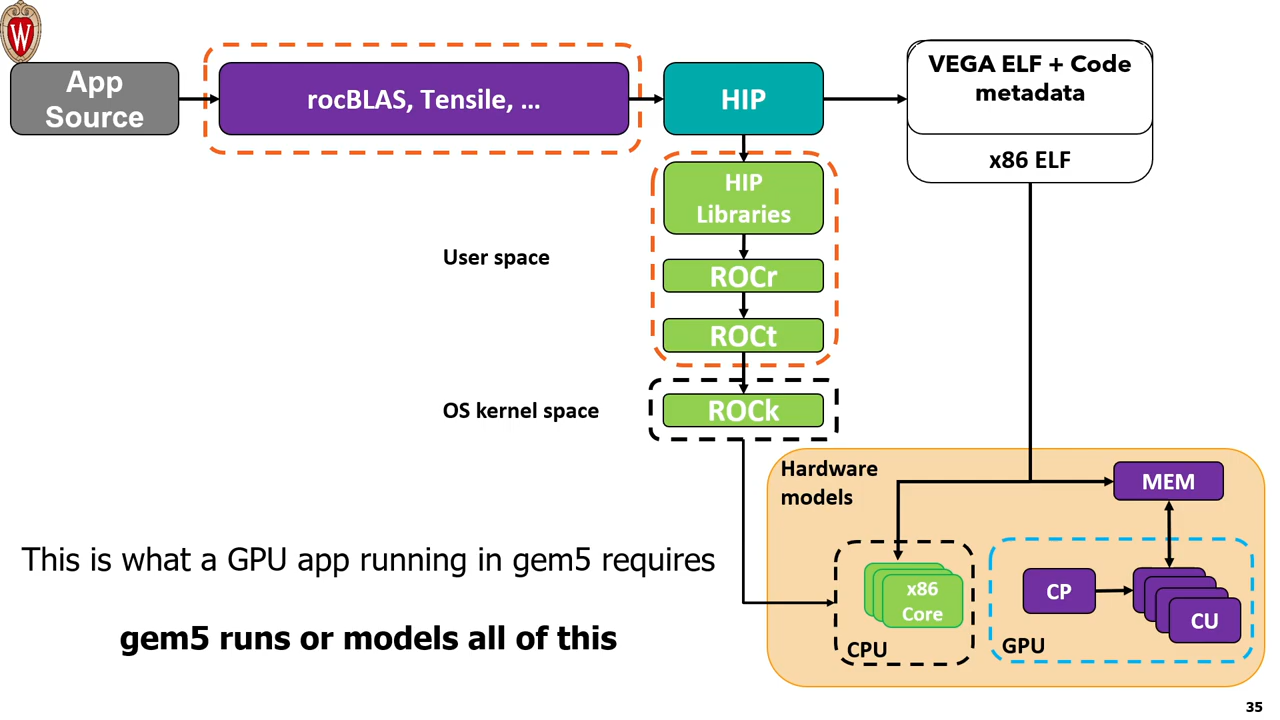 W
App
Source
rocBLAS, Tensile, ...
HIP
VEGA ELF + Code
metadata
x86 ELF
HIP
Libraries
User space
ROCr
ROCt
OS kernel space
ROCk
Hardware
models
MEM
This is what a GPU app running in gem5 requires
x86
Core
CP
CU
gem5 runs or models all of this
CPU
GPU
35